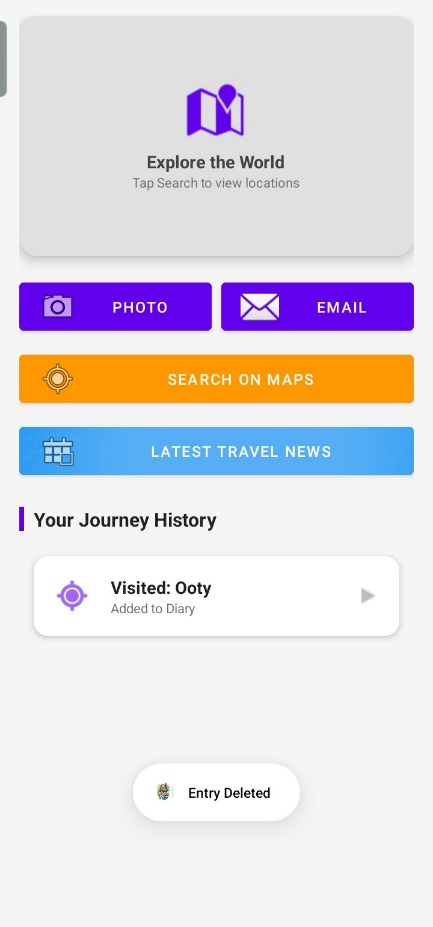 Explore the World
Tap Search to view locations
PHOTO
EMAIL
SEARCH ON MAPS
LATEST TRAVEL NEWS
Your Journey History
Visited: Ooty
Added to Diary
Entry Deleted